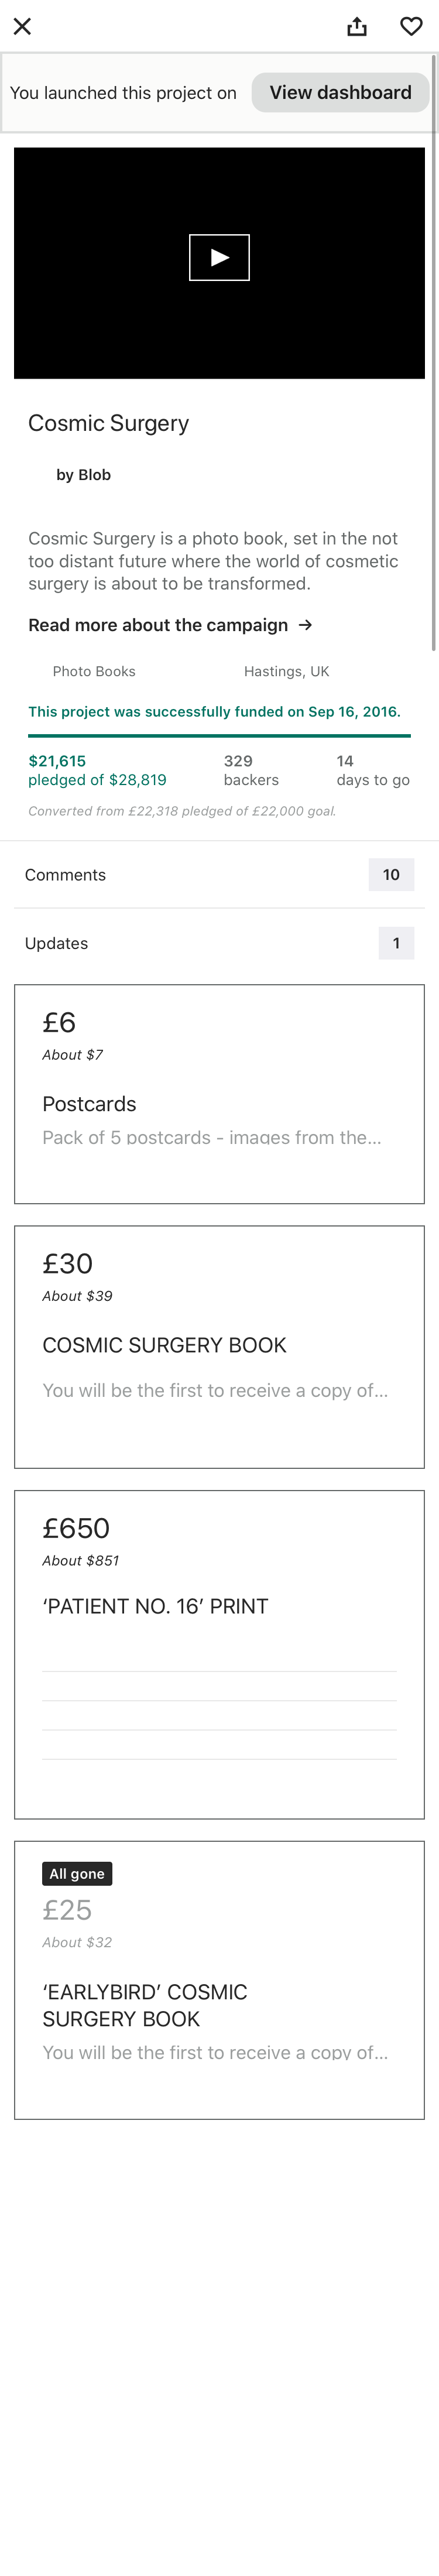 You launched this project on
View dashboard
Cosmic Surgery
by Blob
Cosmic Surgery is a photo book, set in the not
too distant future where the world of cosmetic
surgery is about to be transformed.
Read more about the campaign →
Photo Books
Hastings, UK
This project was successfully funded on Sep 16, 2016.
$21,615
pledged of $28,819
329
backers
14
days to go
Converted from £22,318 pledged of £22,000 goal.
Comments
10
Updates
1
£6
About $7
Postcards
Pack of 5 postcards - images from the…
£30
About $39
COSMIC SURGERY BOOK
You will be the first to receive a copy of…
£650
About $851
‘PATIENT NO. 16’ PRINT
All gone
£25
About $32
‘EARLYBIRD’ COSMIC
SURGERY BOOK
You will be the first to receive a copy of…